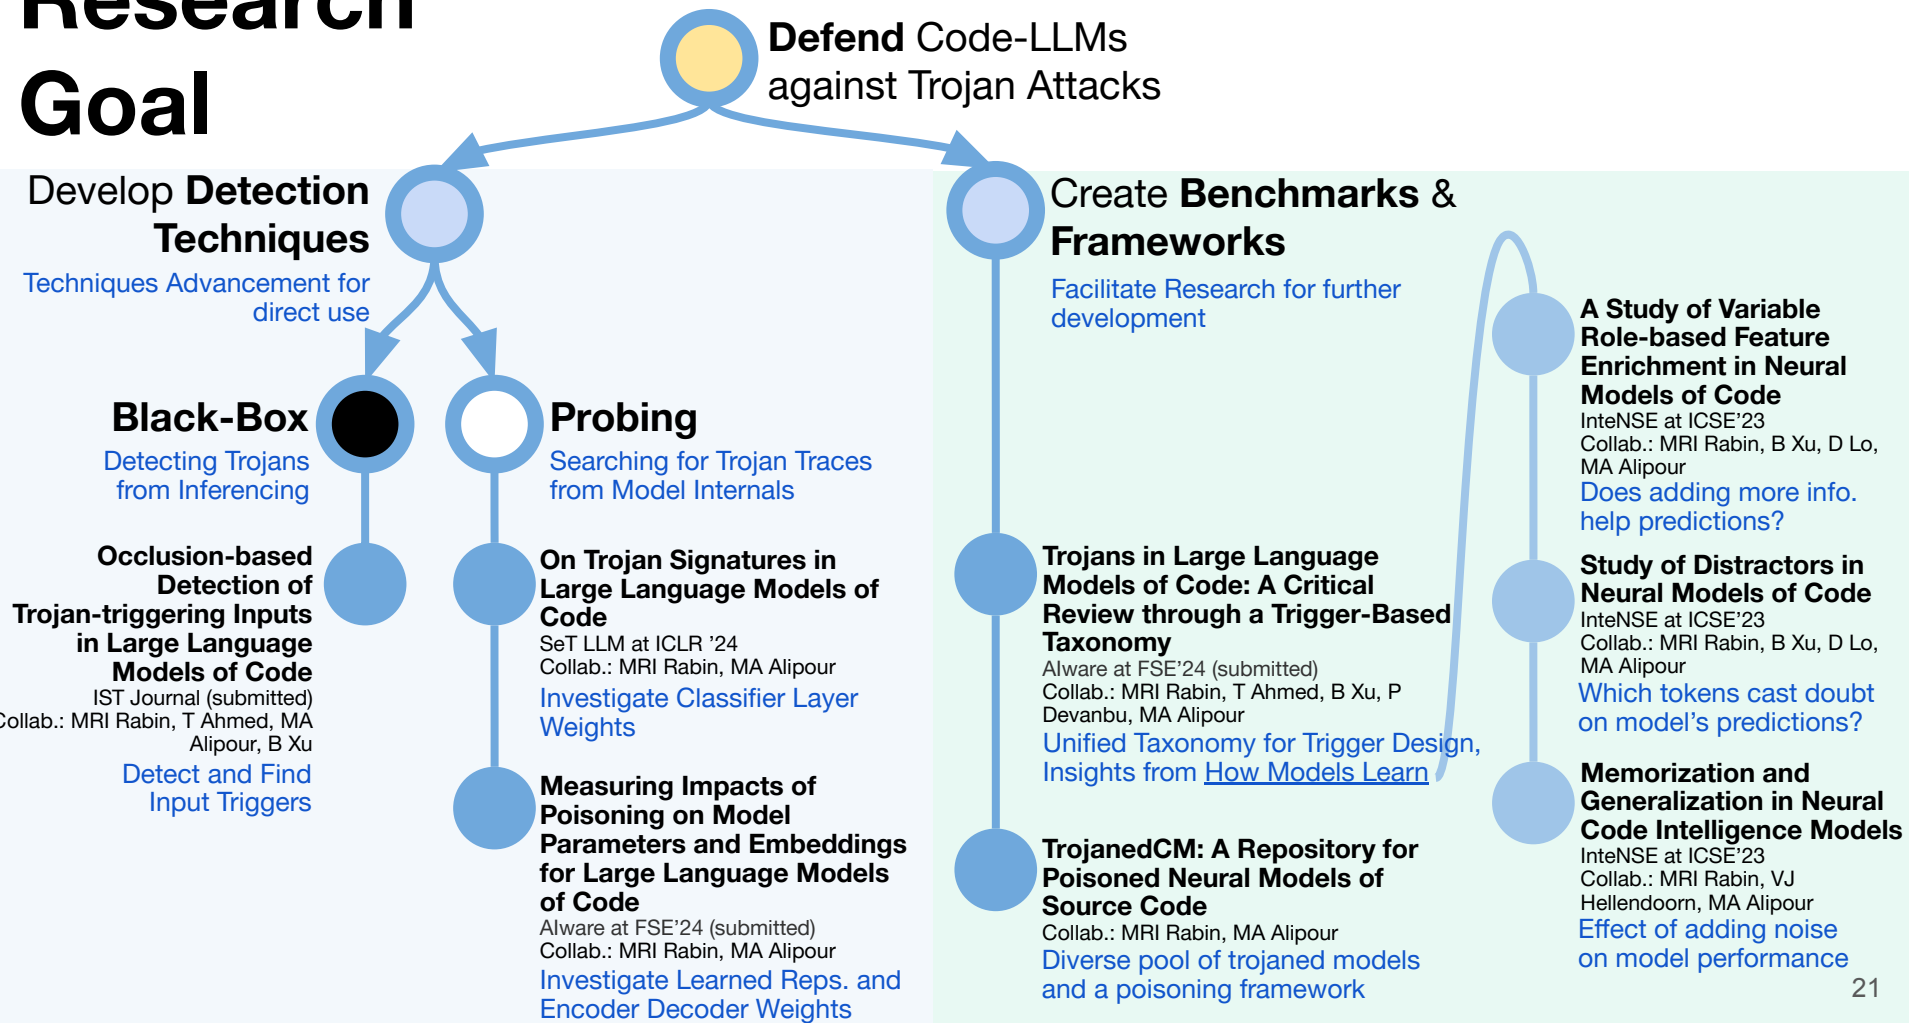 Research
Goal
Defend Code-LLMs
against Trojan Attacks
Develop Detection
Techniques
Techniques Advancement for
direct use
Black-Box
Detecting Trojans
from Inferencing
Occlusion-based
Detection of
Trojan-triggering Inputs
in Large Language
Models of Code
IST Journal (submitted)
Collab.: MRI Rabin, T Ahmed, MA
Alipour, B Xu
Detect and Find
Input Triggers
Probing
Searching for Trojan Traces
from Model Internals
On Trojan Signatures in
Large Language Models of
Code
SeT LLM at ICLR '24
Collab.: MRI Rabin, MA Alipour
Investigate Classifier Layer
Weights
Measuring Impacts of
Poisoning on Model
Parameters and Embeddings
for Large Language Models
of Code
AIware at FSE'24 (submitted)
Collab.: MRI Rabin, MA Alipour
Investigate Learned Reps. and
Encoder Decoder Weights
Create Benchmarks &
Frameworks
Facilitate Research for further
development
Trojans in Large Language
Models of Code: A Critical
Review through a Trigger-Based
Taxonomy
AIware at FSE'24 (submitted)
Collab.: MRI Rabin, T Ahmed, B Xu, P
Devanbu, MA Alipour
Unified Taxonomy for Trigger Design,
Insights from How Models Learn
TrojanedCM: A Repository for
Poisoned Neural Models of
Source Code
Collab.: MRI Rabin, MA Alipour
Diverse pool of trojaned models
and a poisoning framework
A Study of Variable
Role-based Feature
Enrichment in Neural
Models of Code
InteNSE at ICSE'23
Collab.: MRI Rabin, B Xu, D Lo,
MA Alipour
Does adding more info.
help predictions?
Study of Distractors in
Neural Models of Code
InteNSE at ICSE'23
Collab.: MRI Rabin, B Xu, D Lo,
MA Alipour
Which tokens cast doubt
on model's predictions?
Memorization and
Generalization in Neural
Code Intelligence Models
InteNSE at ICSE'23
Collab.: MRI Rabin, VJ
Hellendoorn, MA Alipour
Effect of adding noise
on model performance
21